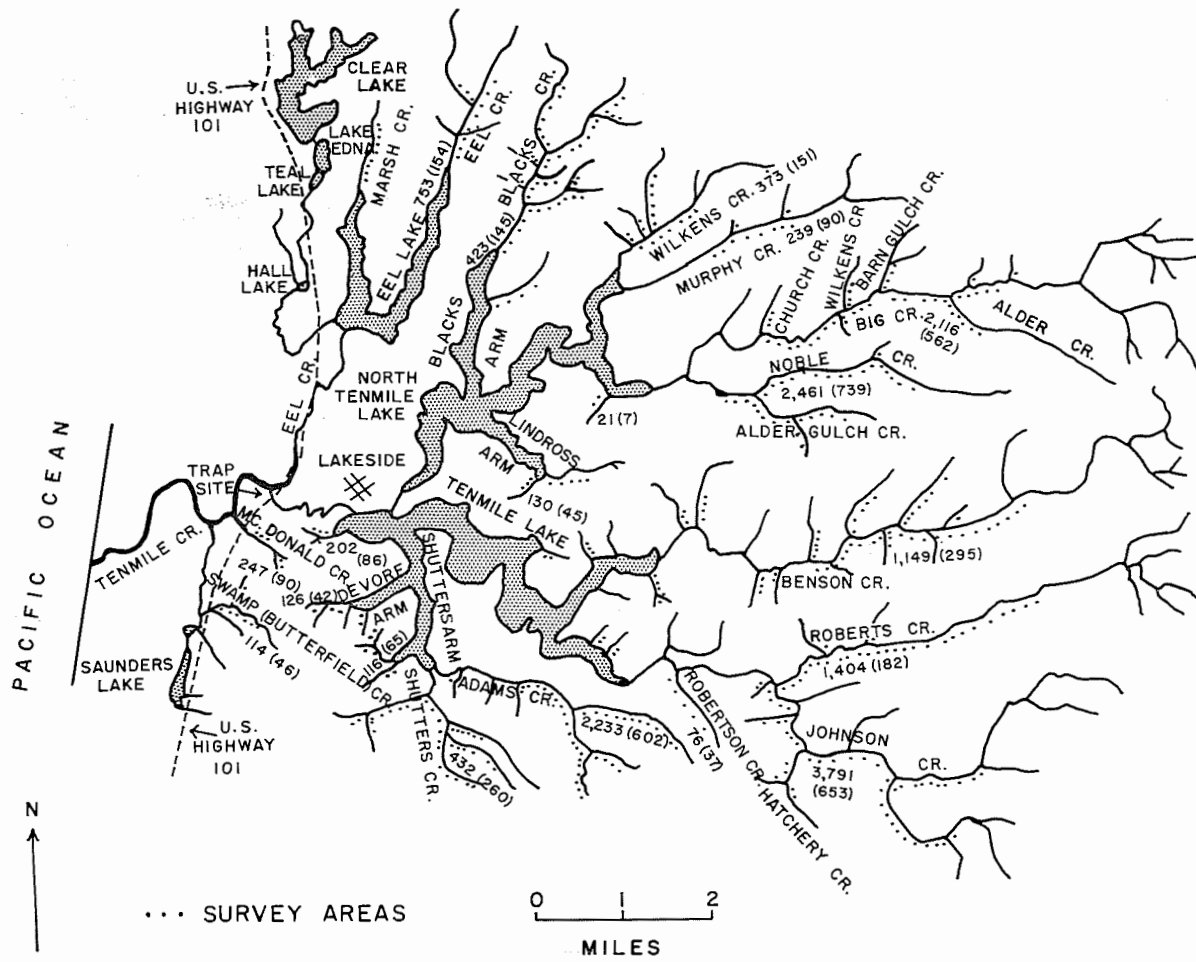 CLEAR
LAKE
U.S.
HIGHWAY
101
LAKE
EDNA
TEAL
LAKE
MARSH CR.
EEL LAKE 753 (154)
EEL CR.
BLACKS CR.
423 (145)
WILKENS CR. 373 (151)
MURPHY CR. 239 (90)
CHURCH CR.
WILKENS CR
BARN GULCH CR.
HALL
LAKE
BIG CR. 2,116
(562)
ALDER CR.
BLACKS
ARM
NOBLE CR.
2,461 (739)
NORTH
TENMILE
LAKE
EEL CR.
21 (7)
ALDER GULCH CR.
LINDROSS
ARM
LAKESIDE
TRAP
SITE
130 (45)
TENMILE LAKE
PACIFIC OCEAN
TENMILE CR.
MC. DONALD CR.
202
(86)
1,149 (295)
BENSON CR.
247 (90)
126 (42)
DEVORE
ARM
SHUTTERS ARM
SWAMP (BUTTERFIELD) CR.
114 (46)
116 (65)
ROBERTS CR.
1,404 (182)
SAUNDERS
LAKE
ADAMS CR.
SHUTTERS CR.
2,233 (602)
76 (37)
ROBERTSON CR.
JOHNSON CR.
U.S.
HIGHWAY
101
432 (260)
3,791
(653)
HATCHERY CR.
N
... SURVEY AREAS
0 1 2
MILES